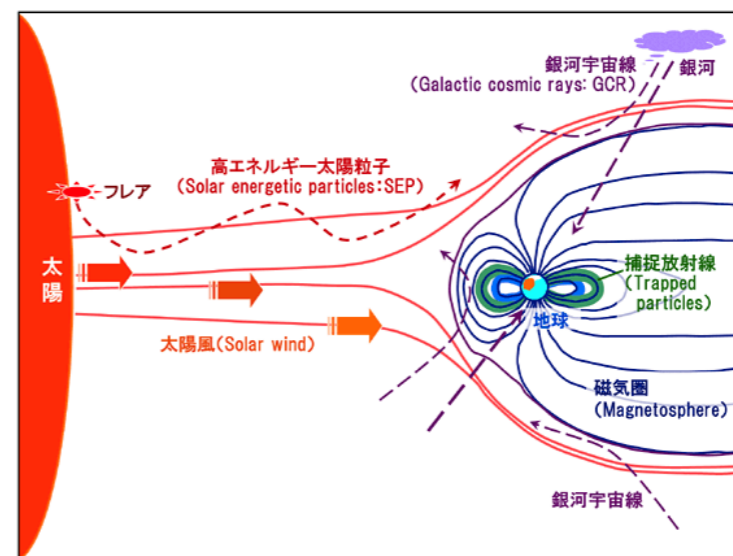 銀河宇宙線
(Galactic cosmic rays: GCR)
銀河
高エネルギー太陽粒子
(Solar energetic particles:SEP)
フレア
太
陽
捕捉放射線
(Trapped
particles)
地球
太陽風(Solar wind)
磁気圏
(Magnetosphere)
銀河宇宙線